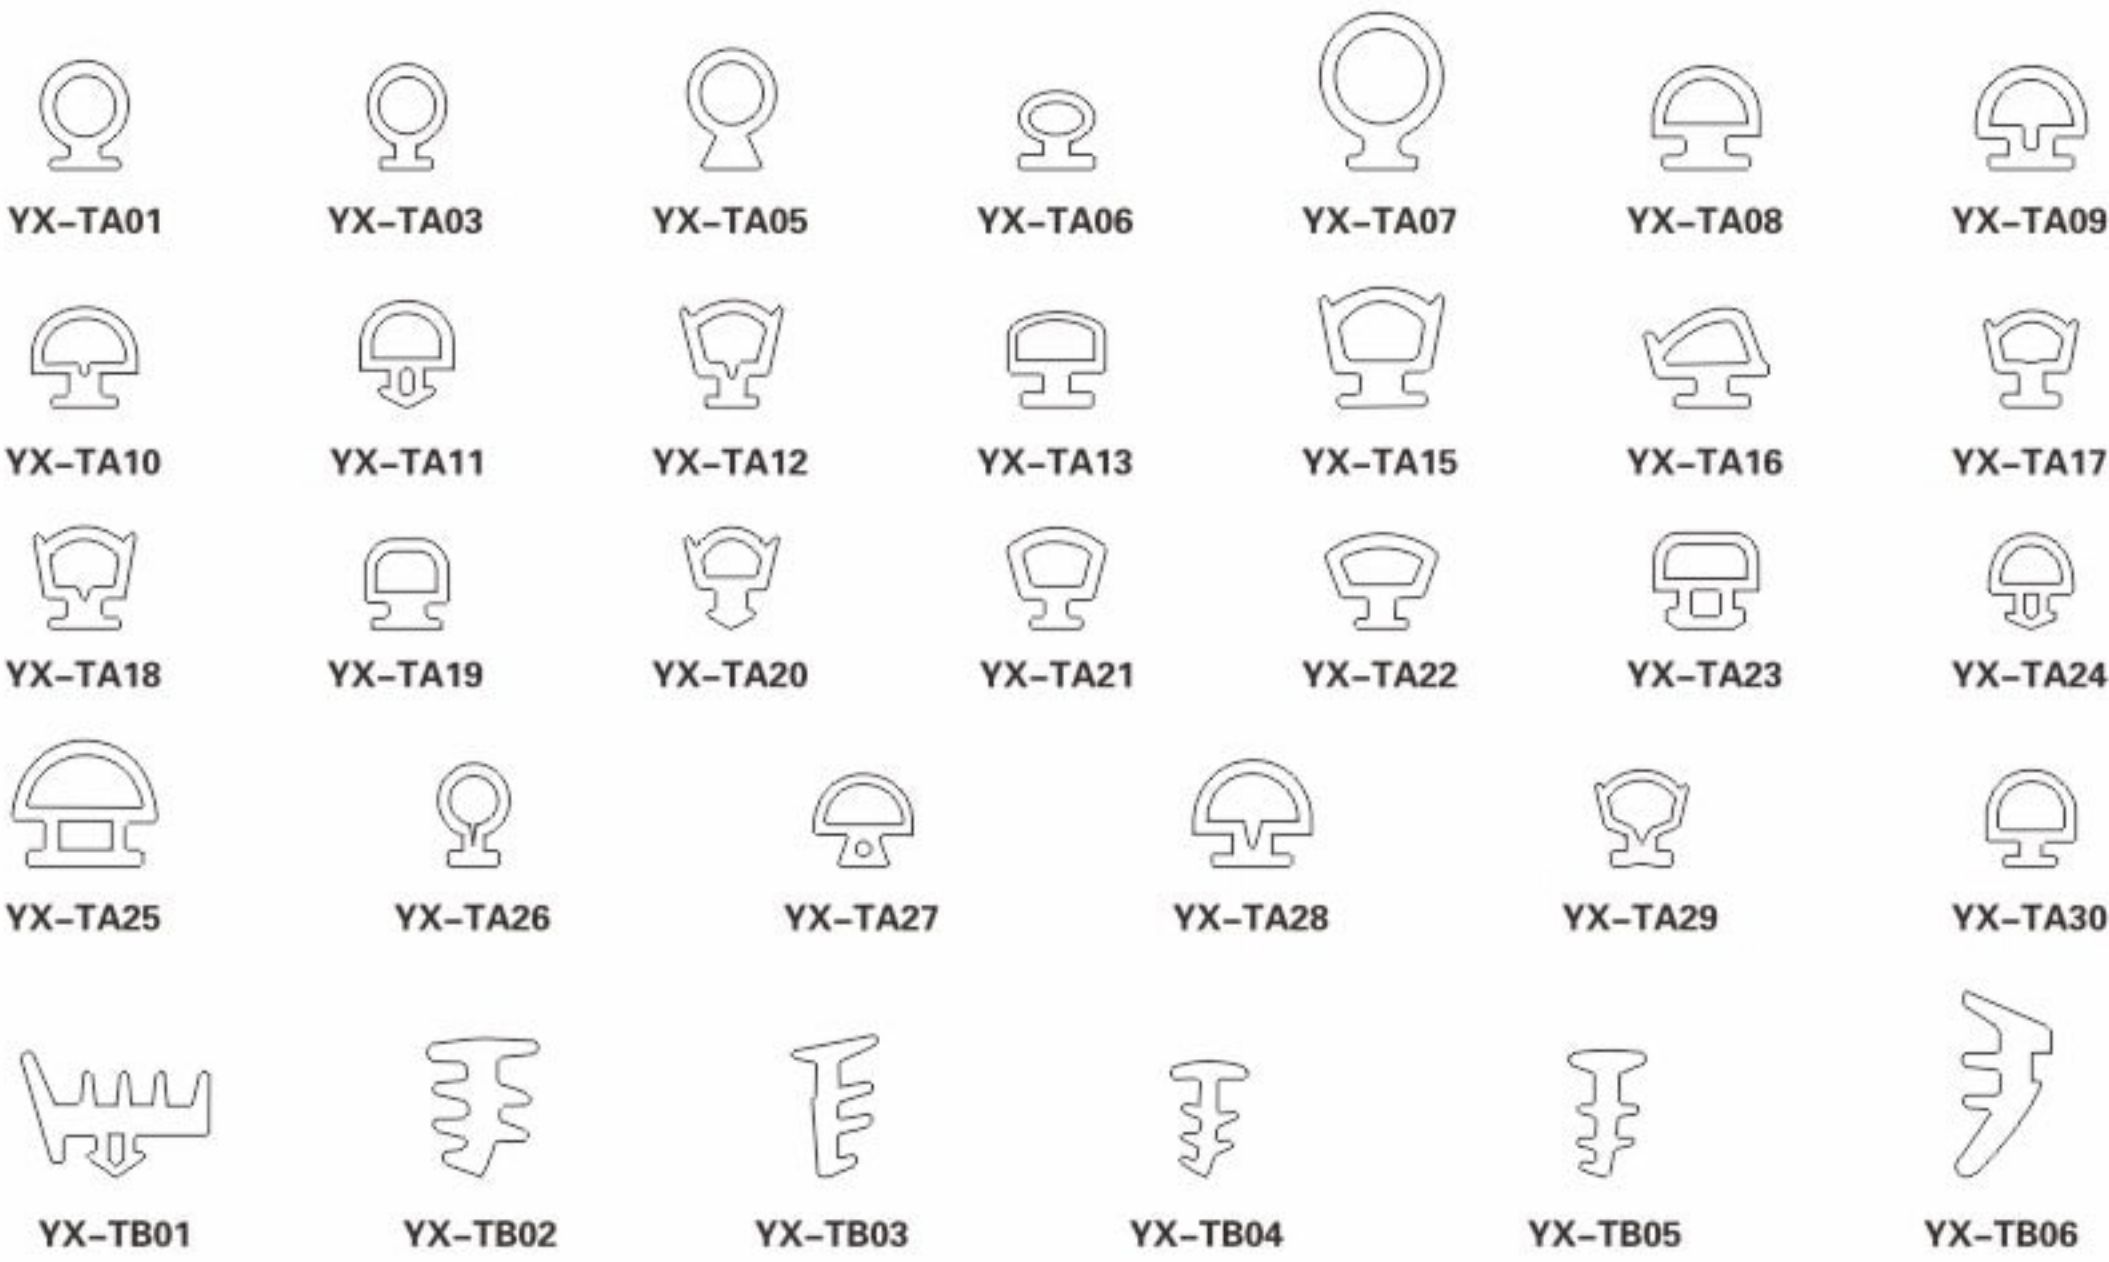 YX–TA01 YX–TA03 YX–TA05 YX–TA06 YX–TA07 YX–TA08 YX–TA09
YX–TA10 YX–TA11 YX–TA12 YX–TA13 YX–TA15 YX–TA16 YX–TA17
YX–TA18 YX–TA19 YX–TA20 YX–TA21 YX–TA22 YX–TA23 YX–TA24
YX–TA25 YX–TA26 YX–TA27 YX–TA28 YX–TA29 YX–TA30
YX–TB01 YX–TB02 YX–TB03 YX–TB04 YX–TB05 YX–TB06